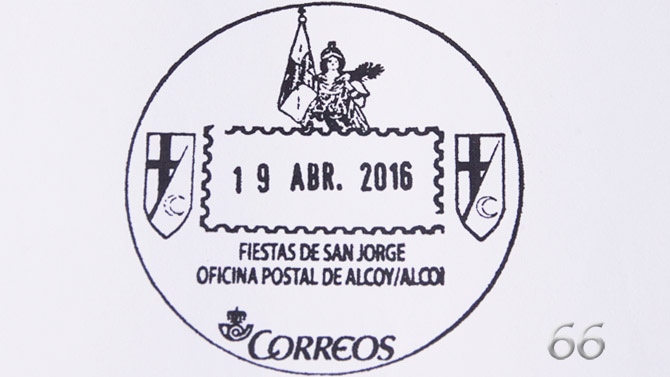 19 ABR. 2016
FIESTAS DE SAN JORGE
OFICINA POSTAL DE ALCOY/ALCOI
CORREOS
66